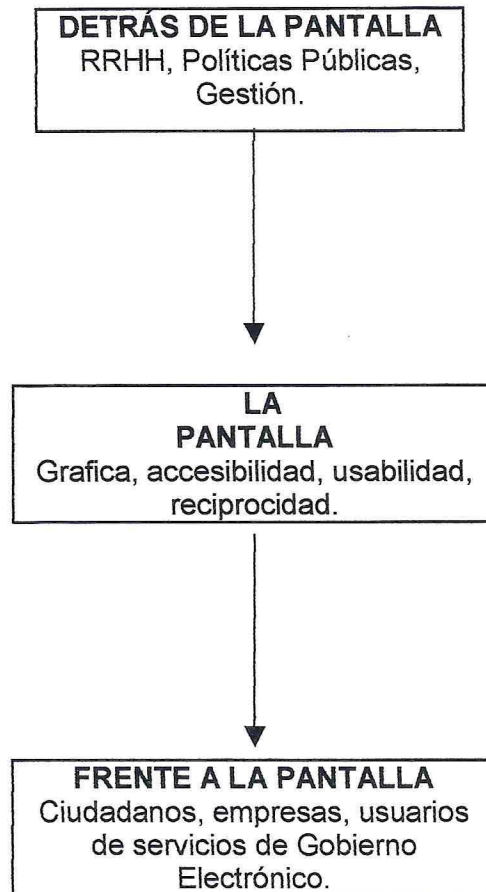 DETRÁS DE LA PANTALLA
RRHH, Políticas Públicas,
Gestión.
LA
PANTALLA
Grafica, accesibilidad, usabilidad,
reciprocidad.
FRENTE A LA PANTALLA
Ciudadanos, empresas, usuarios
de servicios de Gobierno
Electrónico.